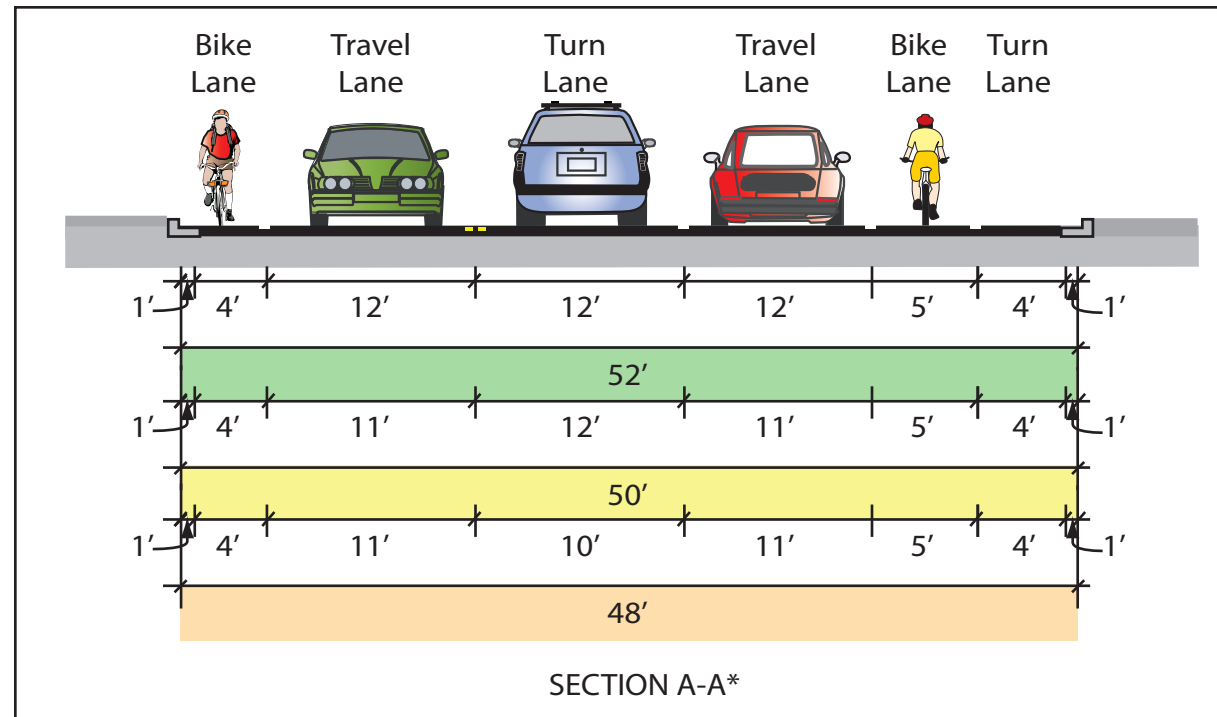 Bike Lane
Travel Lane
Turn Lane
Travel Lane
Bike Lane
Turn Lane
1’ 4’ 12’ 12’ 12’ 5’ 4’ 1’
52’
1’ 4’ 11’ 12’ 11’ 5’ 4’ 1’
50’
1’ 4’ 11’ 10’ 11’ 5’ 4’ 1’
48’
SECTION A-A*